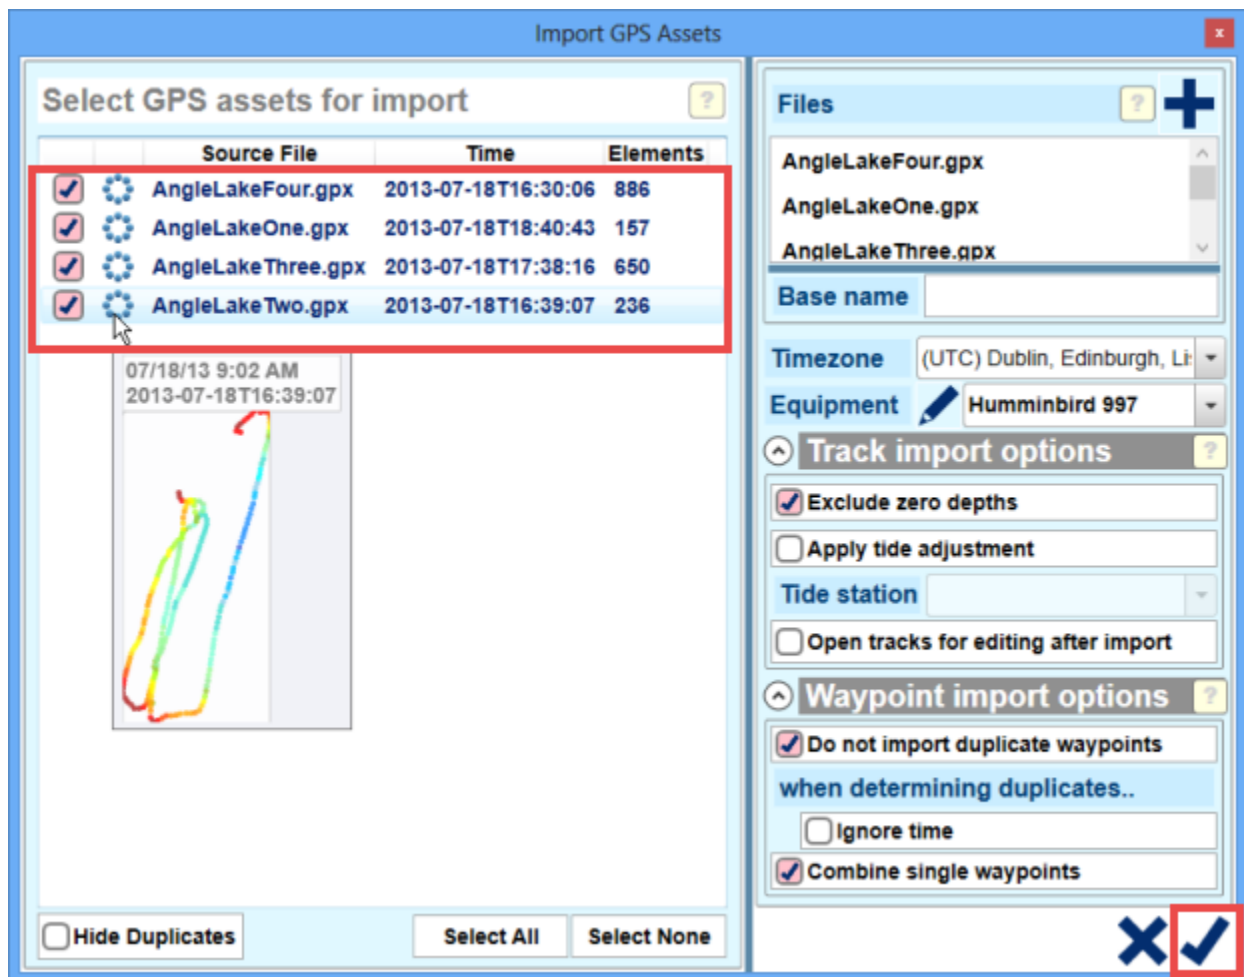 Import GPS Assets
x
Select GPS assets for import
?
Source File Time Elements
AngleLakeFour.gpx 2013-07-18T16:30:06 886
AngleLakeOne.gpx 2013-07-18T18:40:43 157
AngleLakeThree.gpx 2013-07-18T17:38:16 650
AngleLakeTwo.gpx 2013-07-18T16:39:07 236
07/18/13 9:02 AM
2013-07-18T16:39:07
Hide Duplicates
Select All
Select None
Files
?
AngleLakeFour.gpx
AngleLakeOne.gpx
AngleLakeThree.gpx
Base name
Timezone (UTC) Dublin, Edinburgh, Li
Equipment Humminbird 997
Track import options
?
Exclude zero depths
Apply tide adjustment
Tide station
Open tracks for editing after import
Waypoint import options
?
Do not import duplicate waypoints
when determining duplicates..
Ignore time
Combine single waypoints